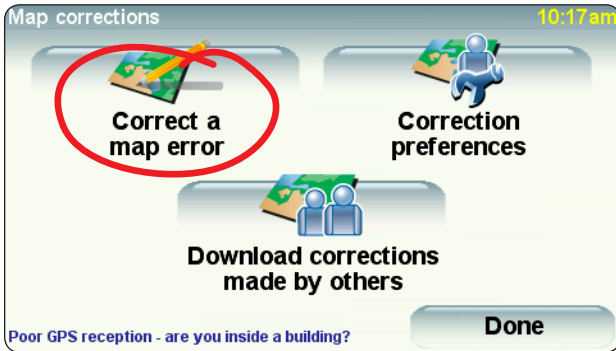 Map corrections
10:17am
Correct a
map error
Correction
preferences
Download corrections
made by others
Done
Poor GPS reception - are you inside a building?